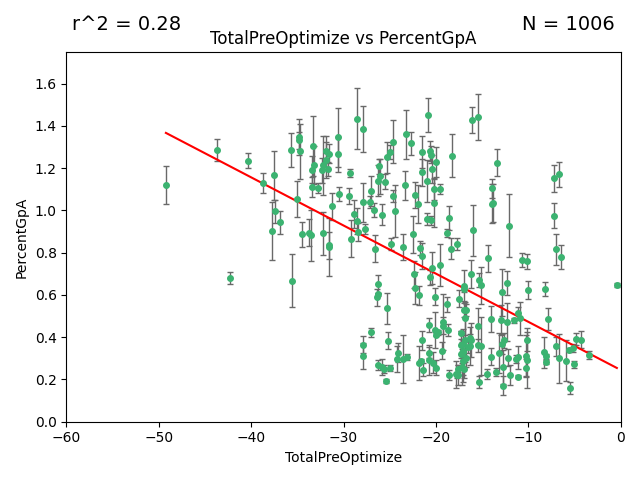 r^2 = 0.28
N = 1006
TotalPreOptimize vs PercentGpA
PercentGpA
1.6
1.4
1.2
1.0
0.8
0.6
0.4
0.2
0.0
−60 −50 −40 −30 −20 −10 0
TotalPreOptimize